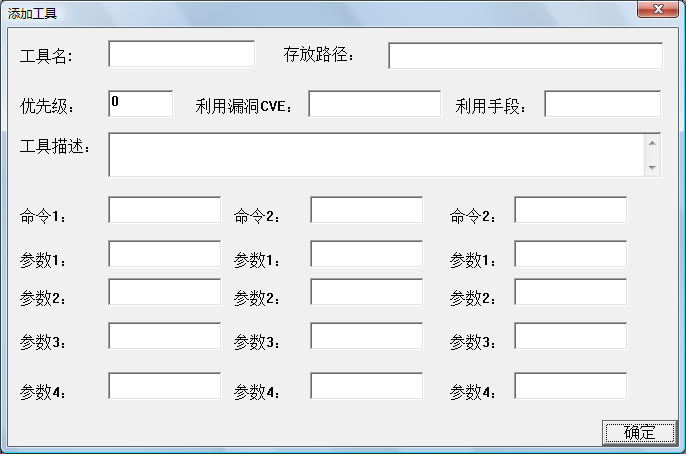 添加工具
工具名: 存放路径:
优先级: 0 利用漏洞CVE: 利用手段:
工具描述:
命令1: 命令2: 命令2:
参数1: 参数1: 参数1:
参数2: 参数2: 参数2:
参数3: 参数3: 参数3:
参数4: 参数4: 参数4:
确定